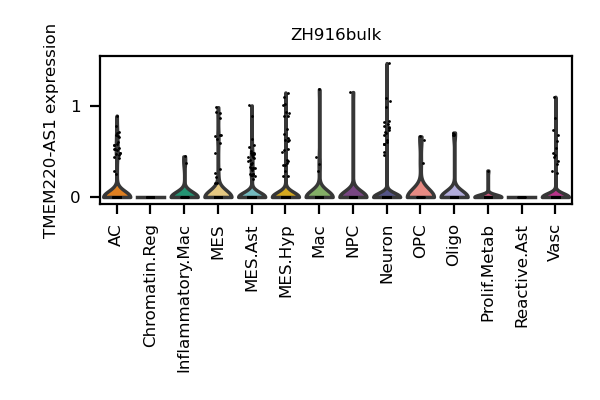 ZH916bulk
TMEM220-AS1 expression
1
0
AC
Chromatin.Reg
Inflammatory.Mac
MES
MES.Ast
MES.Hyp
Mac
NPC
Neuron
OPC
Oligo
Prolif.Metab
Reactive.Ast
Vasc